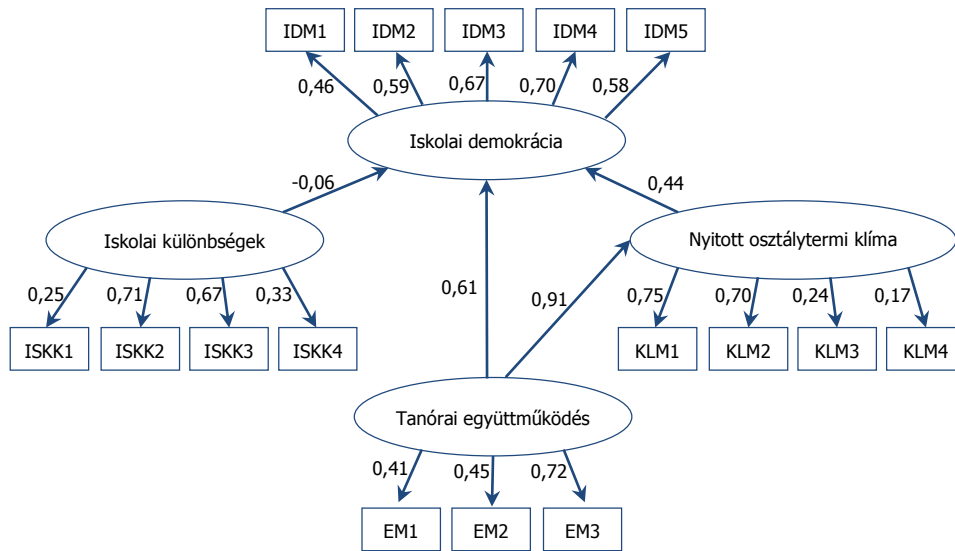 IDM1 IDM2 IDM3 IDM4 IDM5
0,46 0,59 0,67 0,70 0,58
Iskolai demokrácia
-0,06 0,44
Iskolai különbségek Nyitott osztálytermi klíma
0,25 0,71 0,67 0,33 0,61 0,91 0,75 0,70 0,24 0,17
ISKK1 ISKK2 ISKK3 ISKK4 KLM1 KLM2 KLM3 KLM4
Tanórai együttműködés
0,41 0,45 0,72
EM1 EM2 EM3